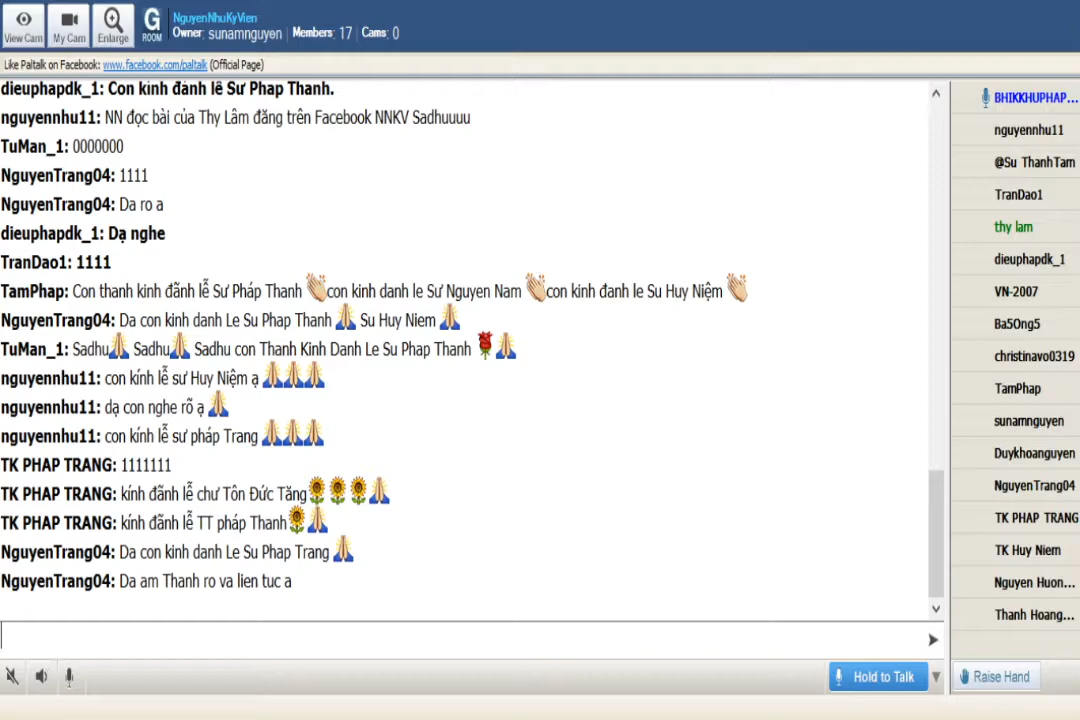 View Cam
My Cam
Enlarge
G
ROOM
NguyenNhuKyVien
Owner: sunamnguyen | Members: 17 | Cams: 0
Like Paltalk on Facebook: www.facebook.com/paltalk (Official Page)
dieuphapdk_1: Con kính đảnh lễ Sư Phap Thanh.
nguyennhu11: NN đọc bài của Thy Lâm đăng trên Facebook NNKV Sadhuuuu
TuMan_1: 0000000
NguyenTrang04: 1111
NguyenTrang04: Da ro a
dieuphapdk_1: Dạ nghe
TranDao1: 1111
TamPhap: Con thanh kinh đãnh lễ Sư Pháp Thanh 👏con kinh danh le Sư Nguyen Nam 👏con kinh đanh le Su Huy Niệm 👏
NguyenTrang04: Da con kinh danh Le Su Phap Thanh 🙏 Su Huy Niem 🙏
TuMan_1: Sadhu🙏 Sadhu🙏 Sadhu con Thanh Kinh Danh Le Su Phap Thanh 🌹🙏
nguyennhu11: con kính lễ sư Huy Niệm ạ 🙏🙏🙏
nguyennhu11: dạ con nghe rõ ạ 🙏
nguyennhu11: con kính lễ sư pháp Trang 🙏🙏🙏
TK PHAP TRANG: 1111111
TK PHAP TRANG: kính đãnh lễ chư Tôn Đức Tăng🌻🌻🌻🙏
TK PHAP TRANG: kính đãnh lễ TT pháp Thanh🌻🙏
NguyenTrang04: Da con kinh danh Le Su Phap Trang 🙏
NguyenTrang04: Da am Thanh ro va lien tuc a
Hold to Talk
BHIKKHUPHAP...
nguyennhu11
@Su ThanhTam
TranDao1
thy lam
dieuphapdk_1
VN-2007
Ba5Ong5
christinavo0319
TamPhap
sunamnguyen
Duykhoanguyen
NguyenTrang04
TK PHAP TRANG
TK Huy Niem
Nguyen Huon...
Thanh Hoang...
Raise Hand